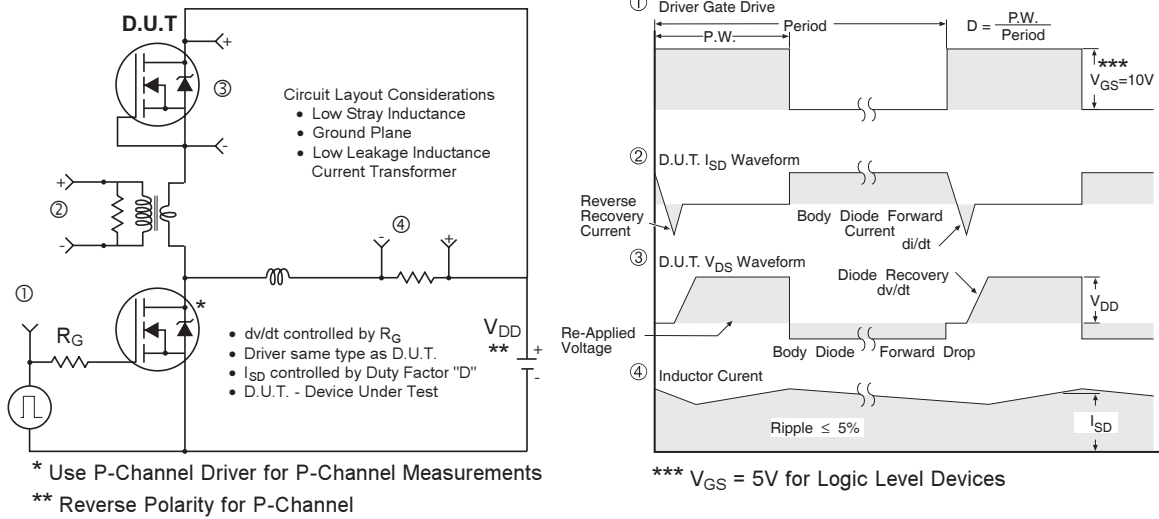 D.U.T
+
③
-
Circuit Layout Considerations
• Low Stray Inductance
• Ground Plane
• Low Leakage Inductance
Current Transformer
+
②
-
④
- +
①
R_G
*
• dv/dt controlled by R_G
• Driver same type as D.U.T.
• I_SD controlled by Duty Factor "D"
• D.U.T. - Device Under Test
V_DD
**
+
-
* Use P-Channel Driver for P-Channel Measurements
** Reverse Polarity for P-Channel
① Driver Gate Drive
P.W.
Period
D = P.W.
Period
***
V_GS=10V
② D.U.T. I_SD Waveform
Reverse
Recovery
Current
Body Diode Forward
Current
di/dt
③ D.U.T. V_DS Waveform
Diode Recovery
dv/dt
V_DD
Re-Applied
Voltage
Body Diode Forward Drop
④ Inductor Curent
Ripple ≤ 5%
I_SD
*** V_GS = 5V for Logic Level Devices